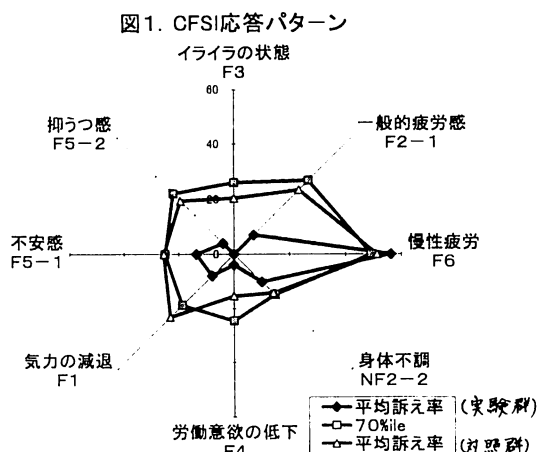 図1. CFSI応答パターン
イライラの状態
F3
60
抑うつ感
F5-2
40
一般的疲労感
F2-1
20
不安感
F5-1
0
慢性疲労
F6
気力の減退
F1
身体不調
NF2-2
労働意欲の低下
F4
平均訴え率 (実験群)
70%ile
平均訴え率 (対照群)